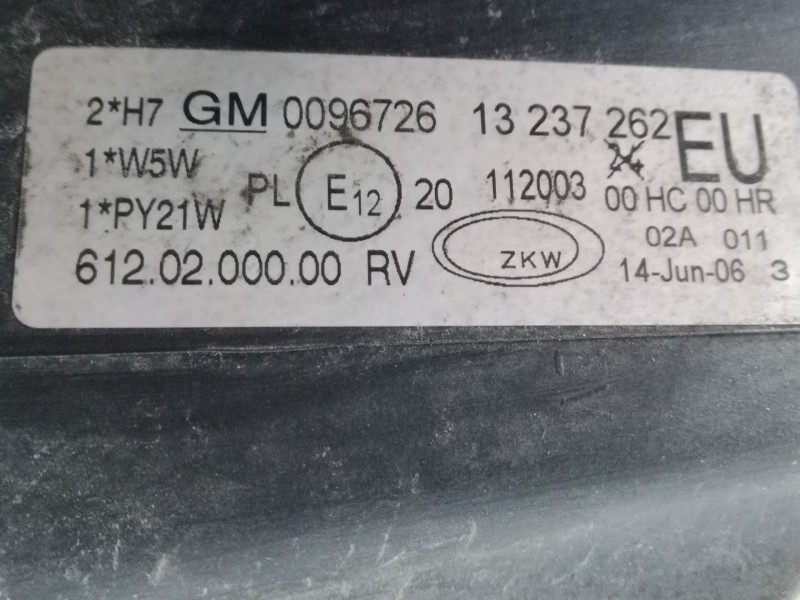 2*H7 GM 0096726 13 237 262 EU
1*W5W
PL E12 20 112003 00 HC 00 HR
1*PY21W
02A 011
612.02.000.00 RV ZKW 14-Jun-06 3